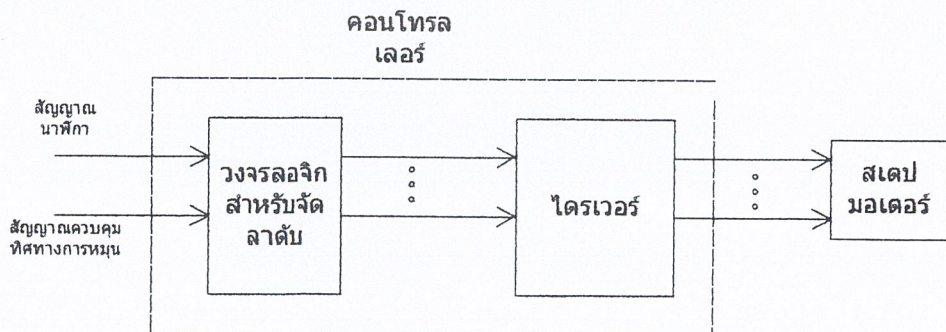 คอนโทรล
เลอร์
สัญญาณ
นาฬิกา
วงจรลอจิก
สำหรับจัด
ลาดับ
ไดรเวอร์
สเตป
มอเตอร์
สัญญาณควบคุม
ทิศทางการหมุน